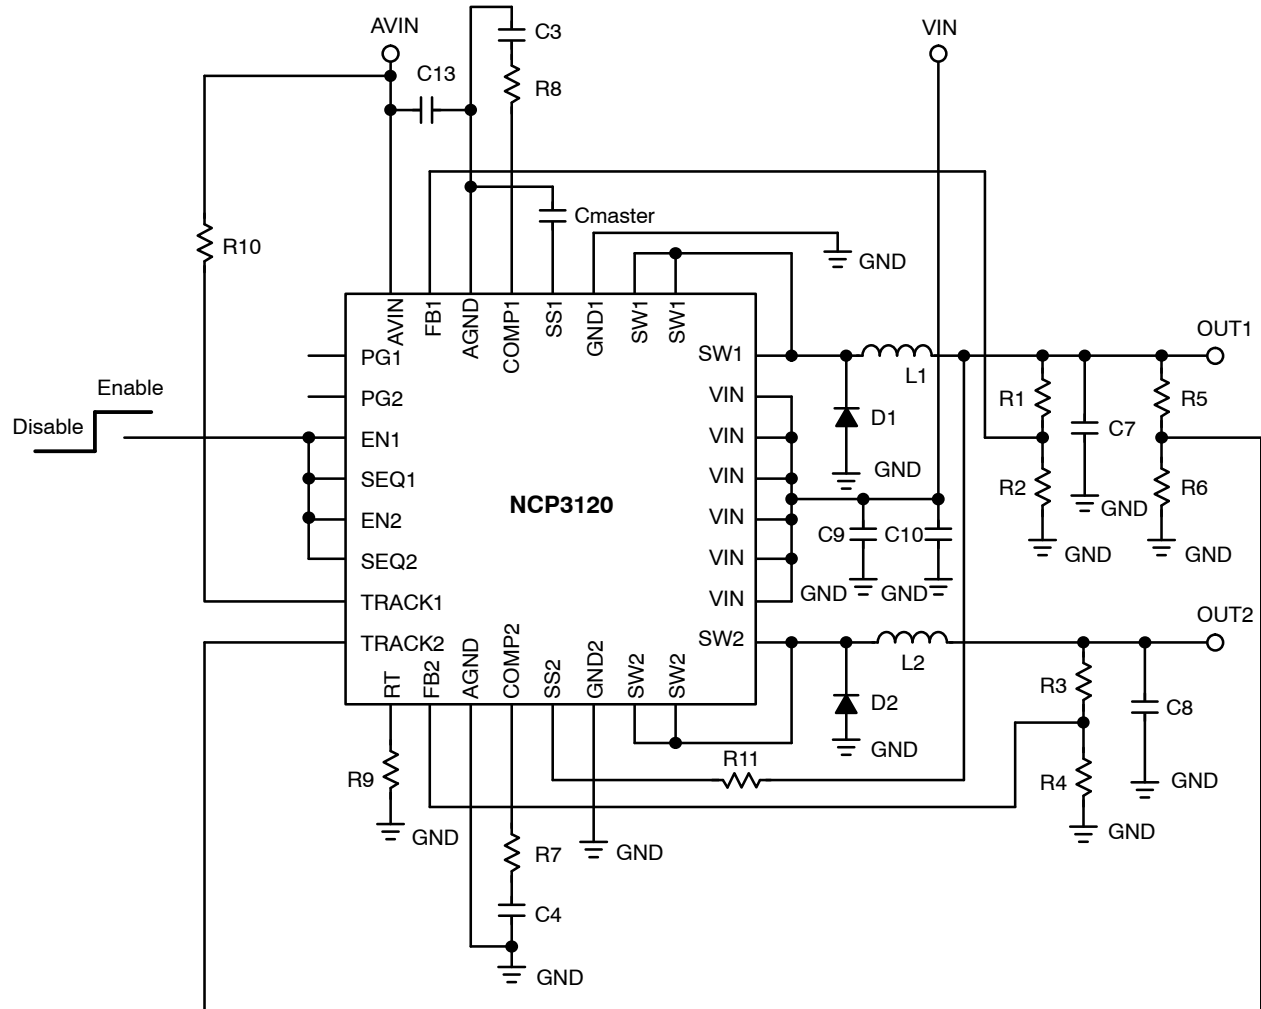 AVIN
VIN
C3
C13
R8
Cmaster
R10
GND
AVIN
FB1
AGND
COMP1
SS1
GND1
SW1
SW1
PG1
PG2
EN1
SEQ1
EN2
SEQ2
TRACK1
TRACK2
Enable
Disable
NCP3120
SW1
VIN
VIN
VIN
VIN
VIN
VIN
SW2
L1
OUT1
D1
GND
R1
R2
GND
C7
GND
R5
R6
GND
C9
C10
GND
GND
OUT2
L2
RT
FB2
AGND
COMP2
SS2
GND2
SW2
SW2
D2
GND
R3
R4
GND
C8
GND
R11
R9
GND
R7
GND
C4
GND